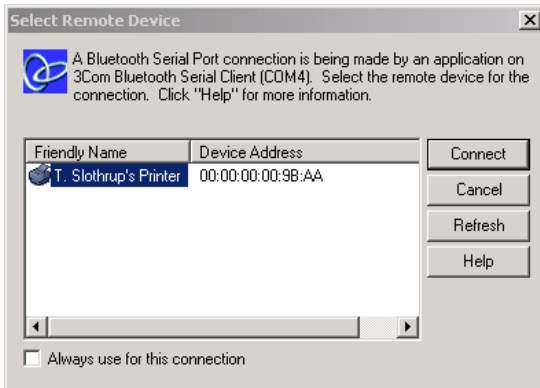 Select Remote Device
A Bluetooth Serial Port connection is being made by an application on
3Com Bluetooth Serial Client (COM4). Select the remote device for the
connection. Click "Help" for more information.
Friendly Name Device Address
T. Slothrup's Printer 00:00:00:00:9B:AA
Connect
Cancel
Refresh
Help
Always use for this connection